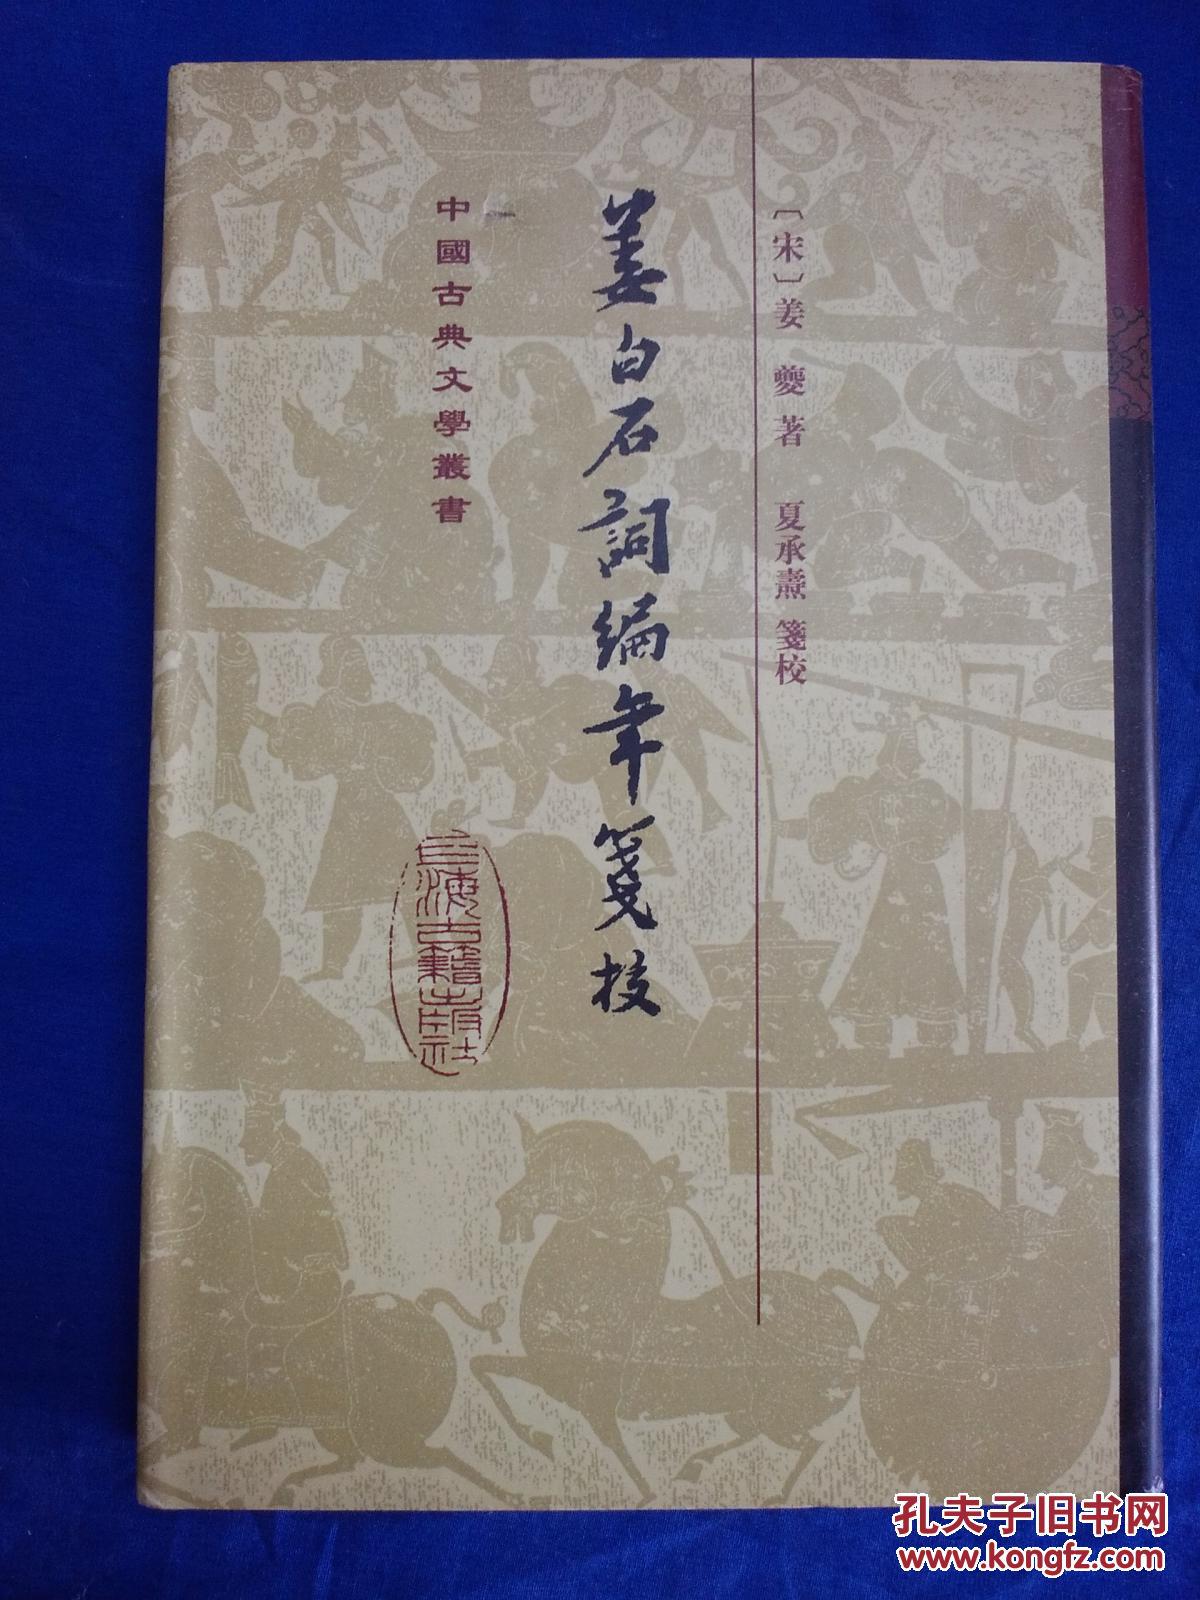 〔宋〕姜夔著 夏承燾箋校
姜白石詞編年箋校
中國古典文學叢書
上海古籍出版社
孔夫子旧书网
www.kongfz.com